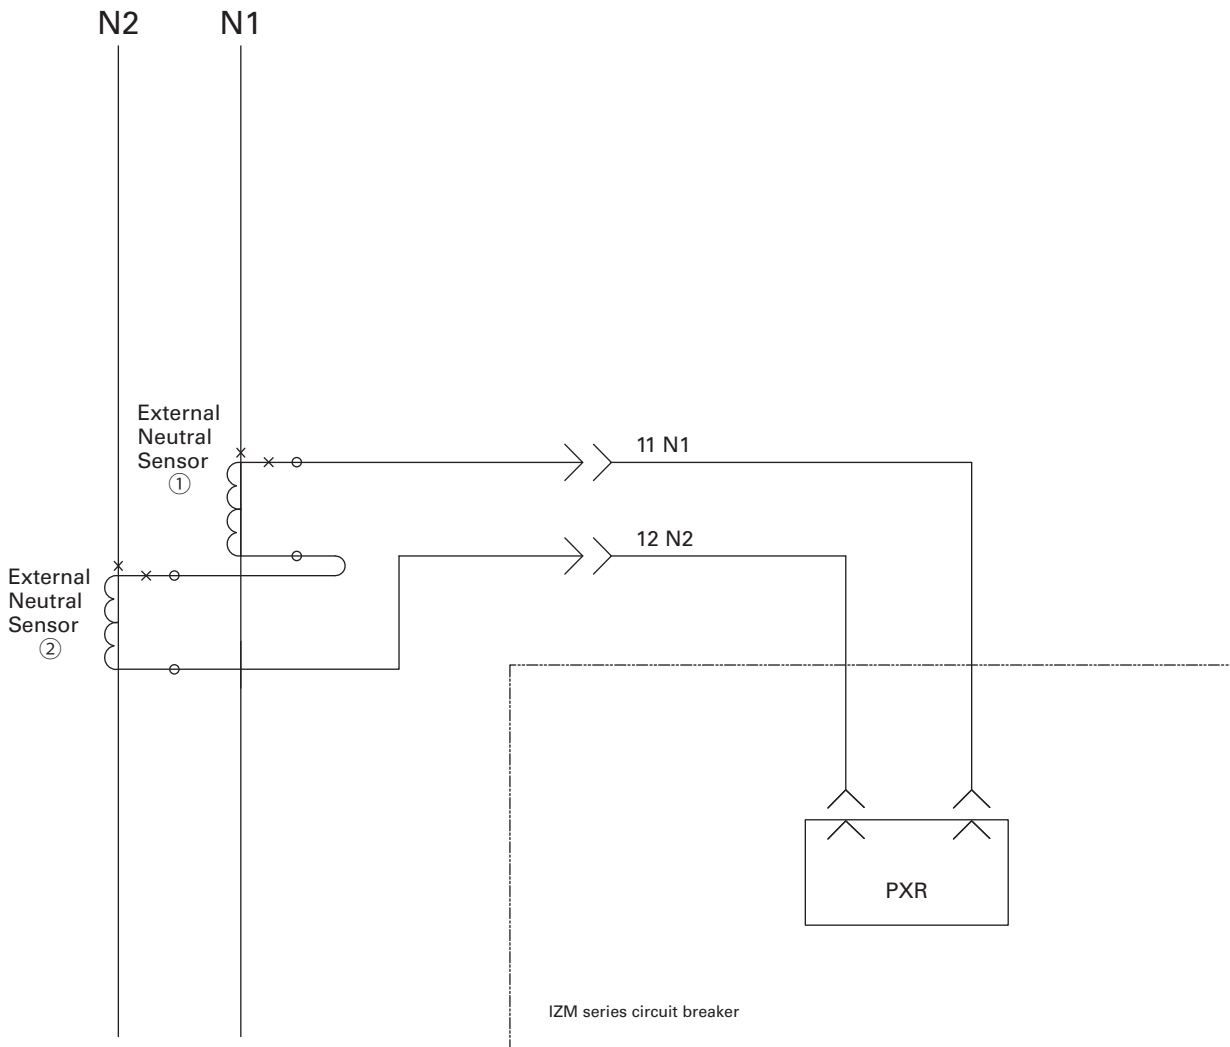 N2 N1
External
Neutral
Sensor
①
11 N1
12 N2
External
Neutral
Sensor
②
PXR
IZM series circuit breaker